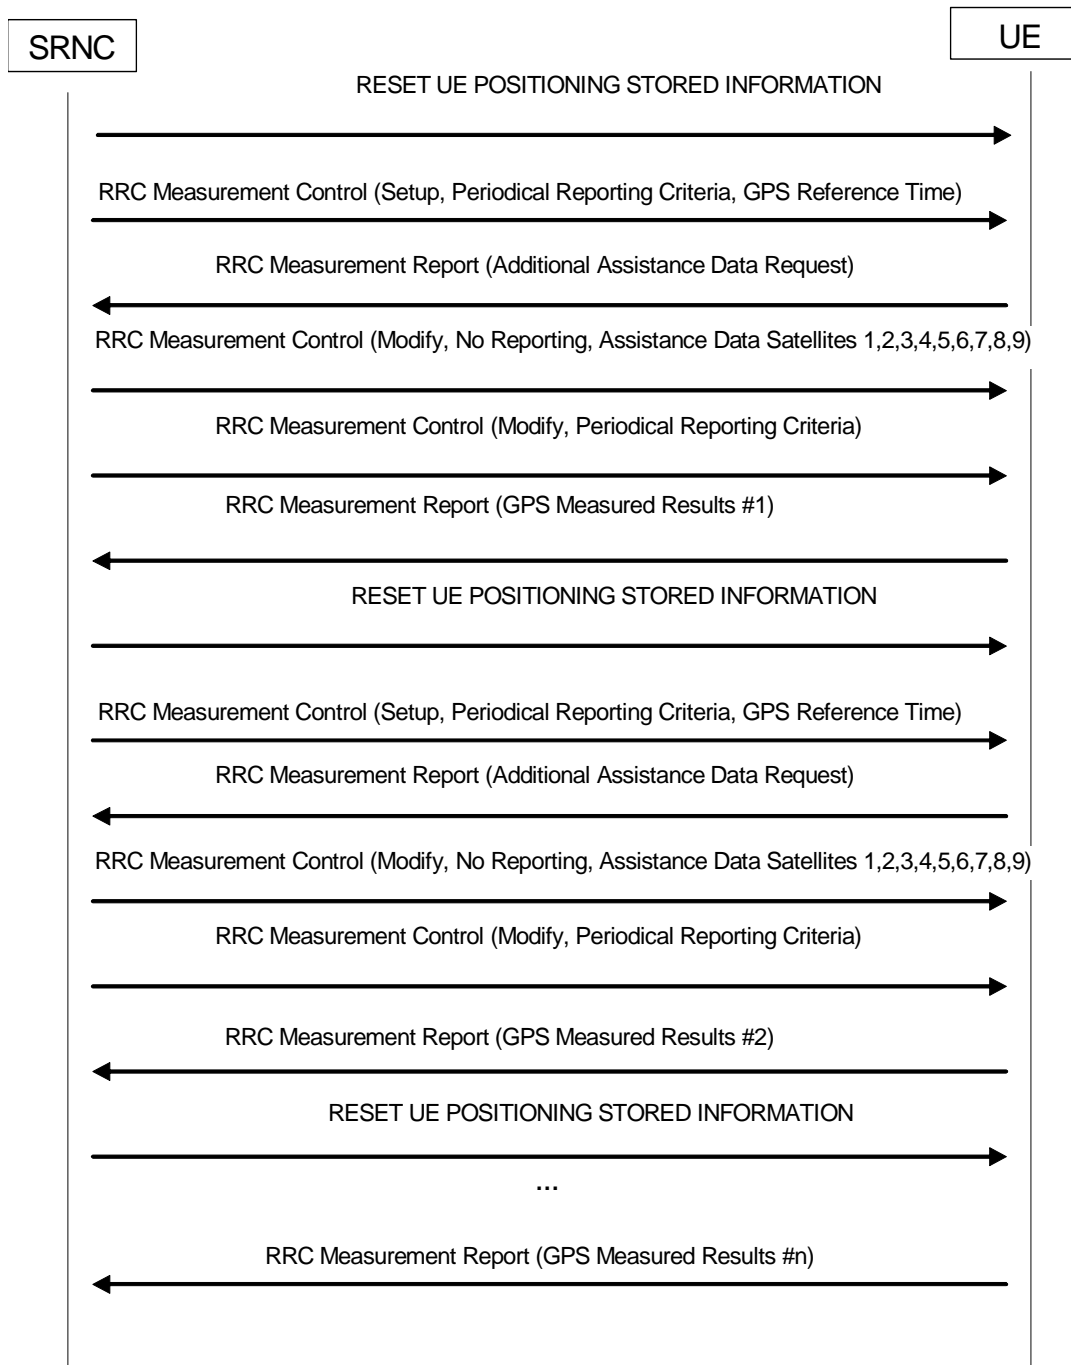 SRNC
UE
RESET UE POSITIONING STORED INFORMATION
RRC Measurement Control (Setup, Periodical Reporting Criteria, GPS Reference Time)
RRC Measurement Report (Additional Assistance Data Request)
RRC Measurement Control (Modify, No Reporting, Assistance Data Satellites 1,2,3,4,5,6,7,8,9)
RRC Measurement Control (Modify, Periodical Reporting Criteria)
RRC Measurement Report (GPS Measured Results #1)
RESET UE POSITIONING STORED INFORMATION
RRC Measurement Control (Setup, Periodical Reporting Criteria, GPS Reference Time)
RRC Measurement Report (Additional Assistance Data Request)
RRC Measurement Control (Modify, No Reporting, Assistance Data Satellites 1,2,3,4,5,6,7,8,9)
RRC Measurement Control (Modify, Periodical Reporting Criteria)
RRC Measurement Report (GPS Measured Results #2)
RESET UE POSITIONING STORED INFORMATION
...
RRC Measurement Report (GPS Measured Results #n)